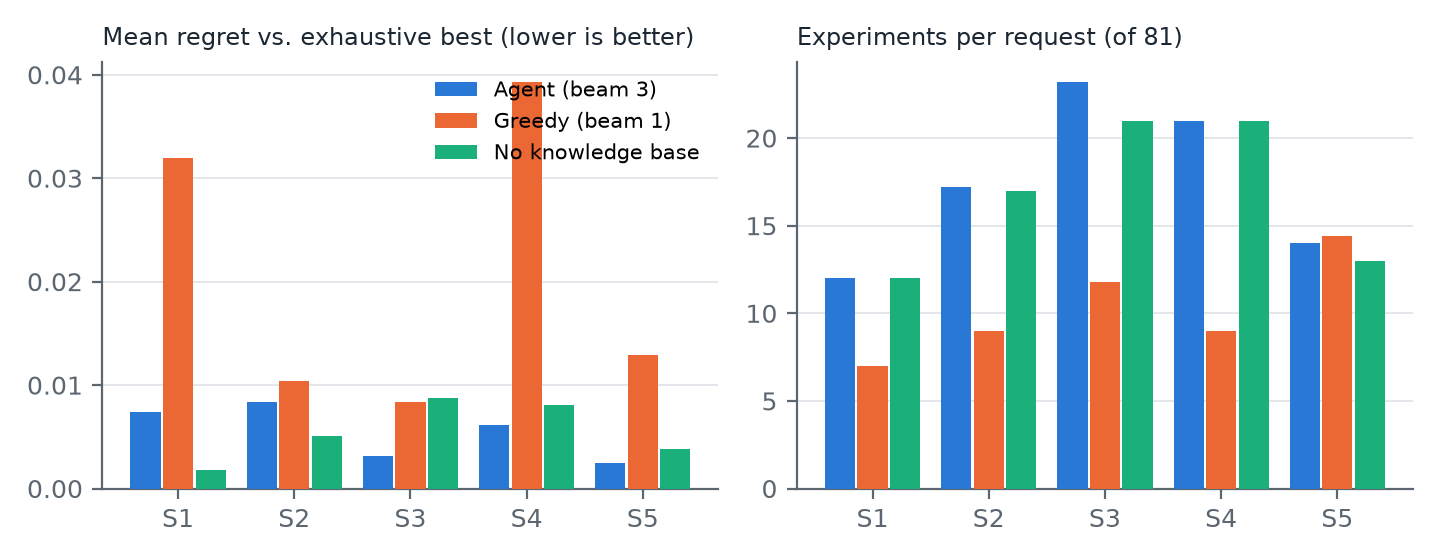 Mean regret vs. exhaustive best (lower is better)
0.04
0.03
0.02
0.01
0.00
Agent (beam 3)
Greedy (beam 1)
No knowledge base
S1 S2 S3 S4 S5
Experiments per request (of 81)
20
15
10
5
0
S1 S2 S3 S4 S5